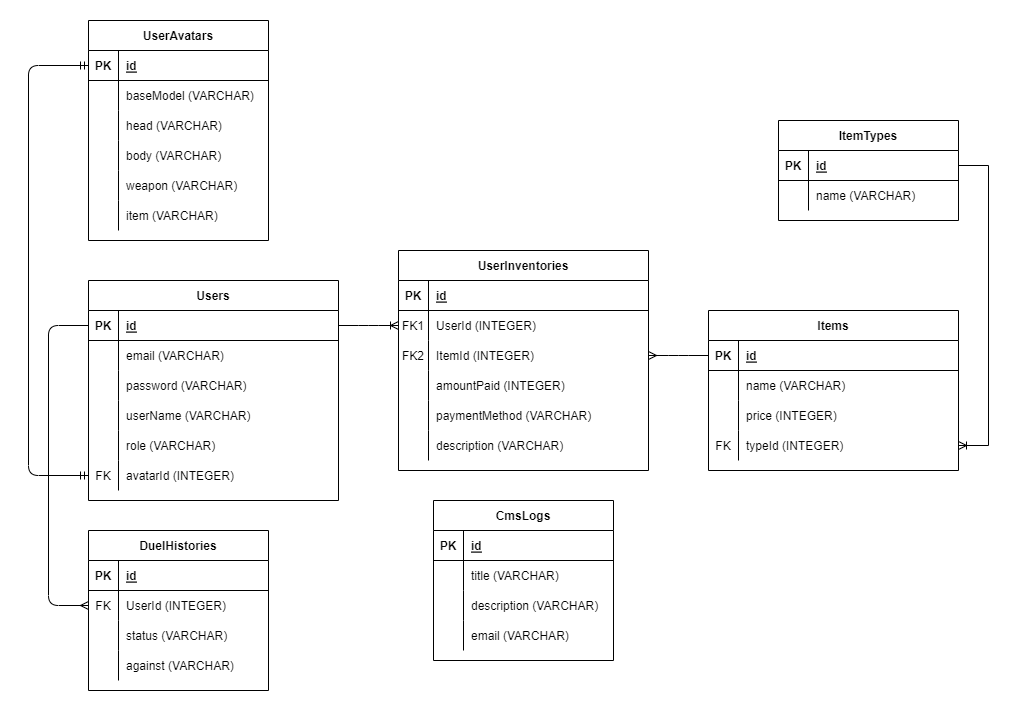 UserAvatars
PK id
baseModel (VARCHAR)
head (VARCHAR)
body (VARCHAR)
weapon (VARCHAR)
item (VARCHAR)
ItemTypes
PK id
name (VARCHAR)
UserInventories
PK id
FK1 UserId (INTEGER)
FK2 ItemId (INTEGER)
amountPaid (INTEGER)
paymentMethod (VARCHAR)
description (VARCHAR)
Users
PK id
email (VARCHAR)
password (VARCHAR)
userName (VARCHAR)
role (VARCHAR)
FK avatarId (INTEGER)
Items
PK id
name (VARCHAR)
price (INTEGER)
FK typeId (INTEGER)
DuelHistories
PK id
FK UserId (INTEGER)
status (VARCHAR)
against (VARCHAR)
CmsLogs
PK id
title (VARCHAR)
description (VARCHAR)
email (VARCHAR)